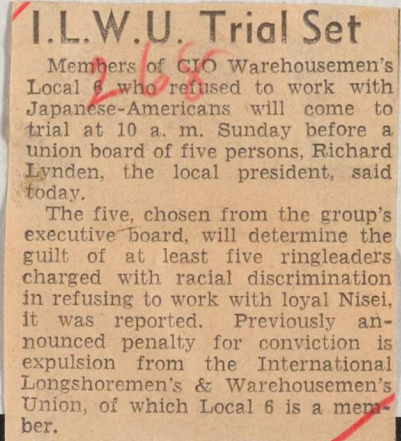 I.L.W.U. Trial Set
Members of CIO Warehousemen's
Local 6 who refused to work with
Japanese-Americans will come to
trial at 10 a. m. Sunday before a
union board of five persons, Richard
Lynden, the local president, said
today.
The five, chosen from the group's
executive board, will determine the
guilt of at least five ringleaders
charged with racial discrimination
in refusing to work with loyal Nisei,
it was reported. Previously an-
nounced penalty for conviction is
expulsion from the International
Longshoremen's & Warehousemen's
Union, of which Local 6 is a mem-
ber.